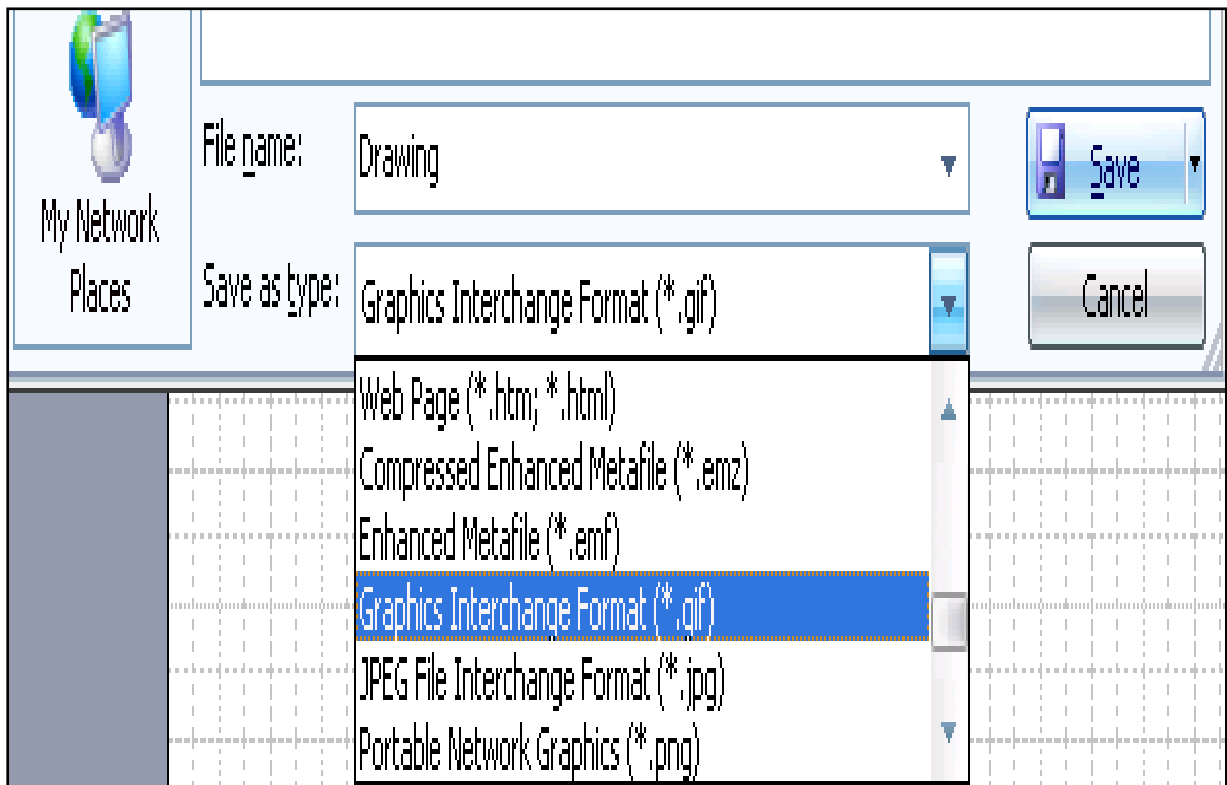 My Network
Places
File name:
Drawing
Save
Save as type:
Graphics Interchange Format (*.gif)
Cancel
Web Page (*.htm; *.html)
Compressed Enhanced Metafile (*.emz)
Enhanced Metafile (*.emf)
Graphics Interchange Format (*.gif)
JPEG File Interchange Format (*.jpg)
Portable Network Graphics (*.png)